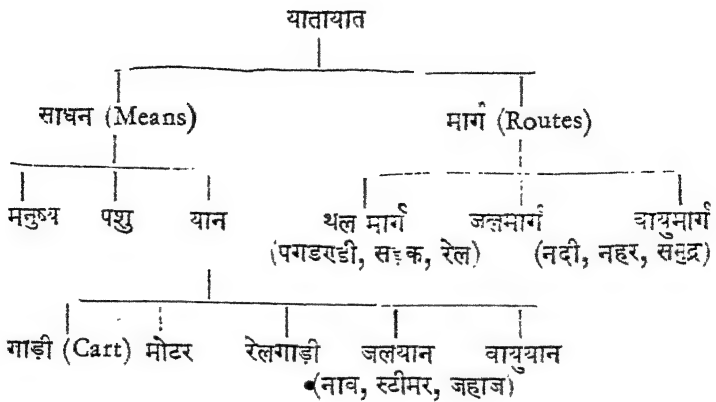 यातायात
साधन (Means) मार्ग (Routes)
मनुष्य पशु यान थल मार्ग जलमार्ग वायुमार्ग
(पगडण्डी, सड़क, रेल) (नदी, नहर, समुद्र)
गाड़ी (Cart) मोटर रेलगाड़ी जलयान वायुयान
(नाव, स्टीमर, जहाज)